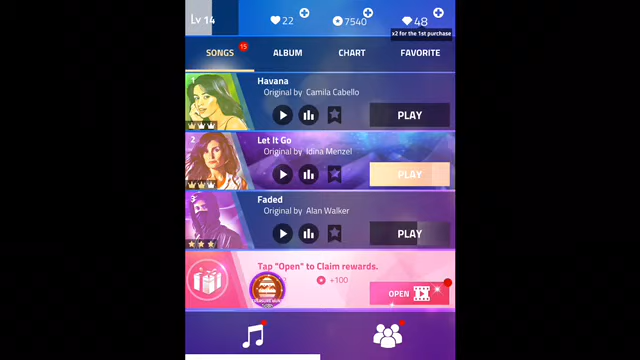 Lv 14
22
7540
48
x2 for the 1st purchase
SONGS
15
ALBUM
CHART
FAVORITE
1
Havana
Original by Camila Cabello
PLAY
2
Let It Go
Original by Idina Menzel
PLAY
3
Faded
Original by Alan Walker
PLAY
Tap "Open" to Claim rewards.
+100
OPEN